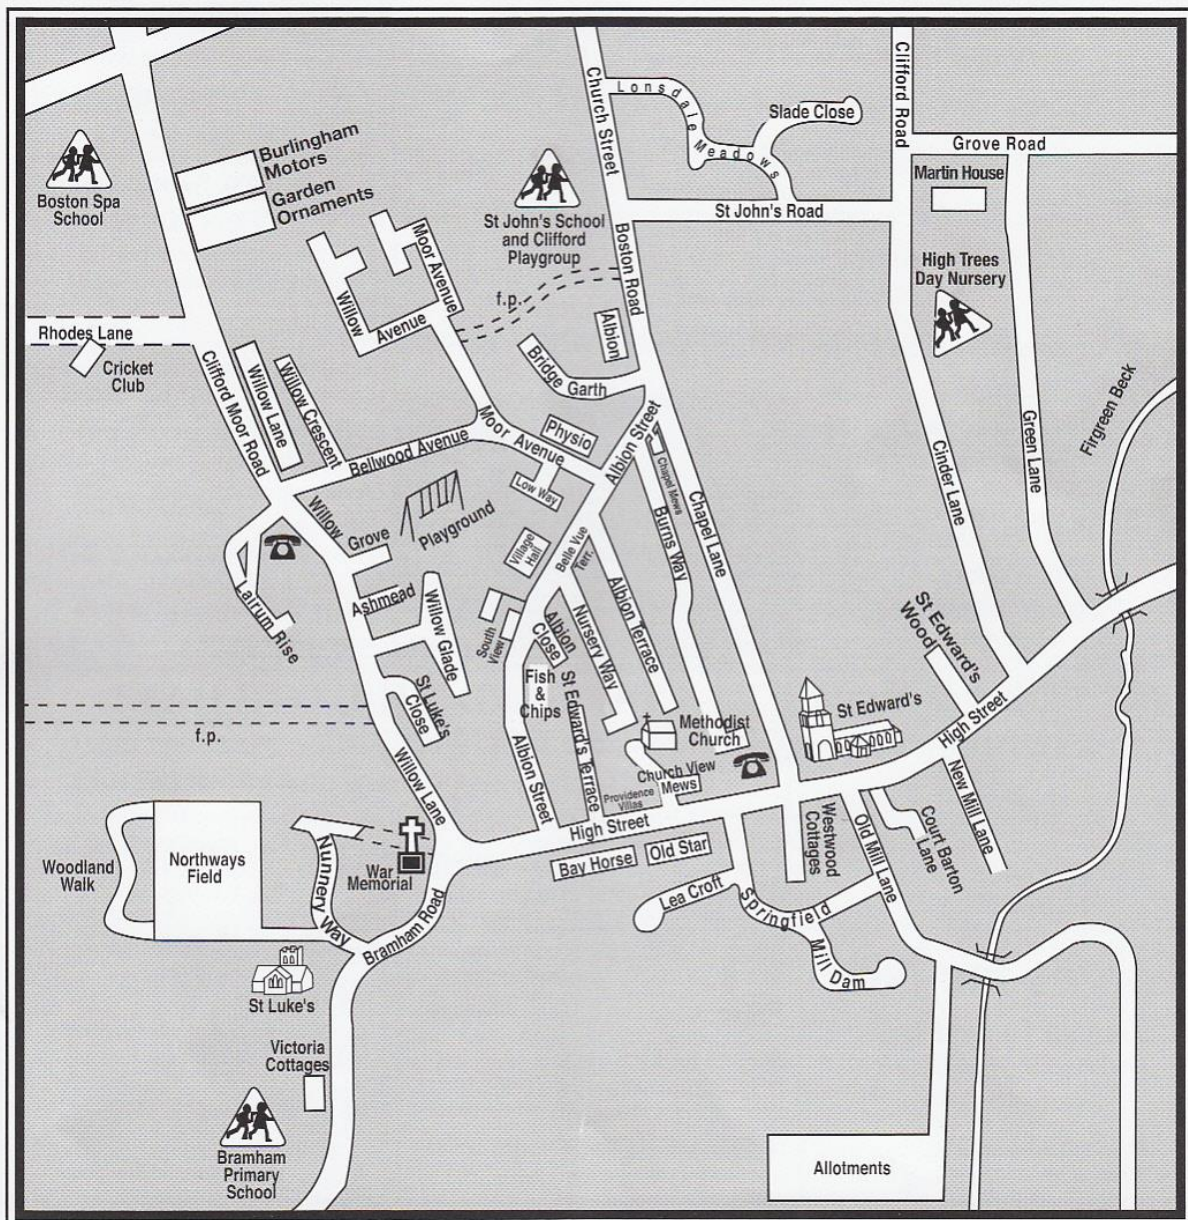 Church Street
Lonsdale Meadows
Slade Close
Clifford Road
Grove Road
Burlingham
Motors
Garden
Ornaments
Boston Spa
School
Martin House
St John's School
and Clifford
Playgroup
Boston Road
St John's Road
High Trees
Day Nursery
Moor Avenue
Willow
Avenue
f.p.
Rhodes Lane
Cricket
Club
Albion
Bridge Garth
Clifford Moor Road
Willow Lane
Willow Crescent
Bellwood Avenue
Moor Avenue
Physio
Albion Street
Low Way
Chapel Mews
Burns Way
Chapel Lane
Cinder Lane
Green Lane
Firgreen Beck
Willow
Grove
Playground
Village
Hall
Belle Vue
Terr.
Lairum Rise
Ashmead
Willow Glade
South
View
Albion
Close
Nursery Way
Albion Terrace
St Edward's
Wood
St Luke's
Close
Fish
&
Chips
St Edward's Terrace
Methodist
Church
St Edward's
High Street
f.p.
Willow Lane
Albion Street
Church View
Mews
Providence
Villas
High Street
Westwood
Cottages
Old Mill Lane
Court Barton
Lane
New Mill Lane
Woodland
Walk
Northways
Field
Nunnery Way
War
Memorial
Bay Horse
Old Star
Lea Croft
Springfield
Mill Dam
Bramham Road
St Luke's
Victoria
Cottages
Bramham
Primary
School
Allotments